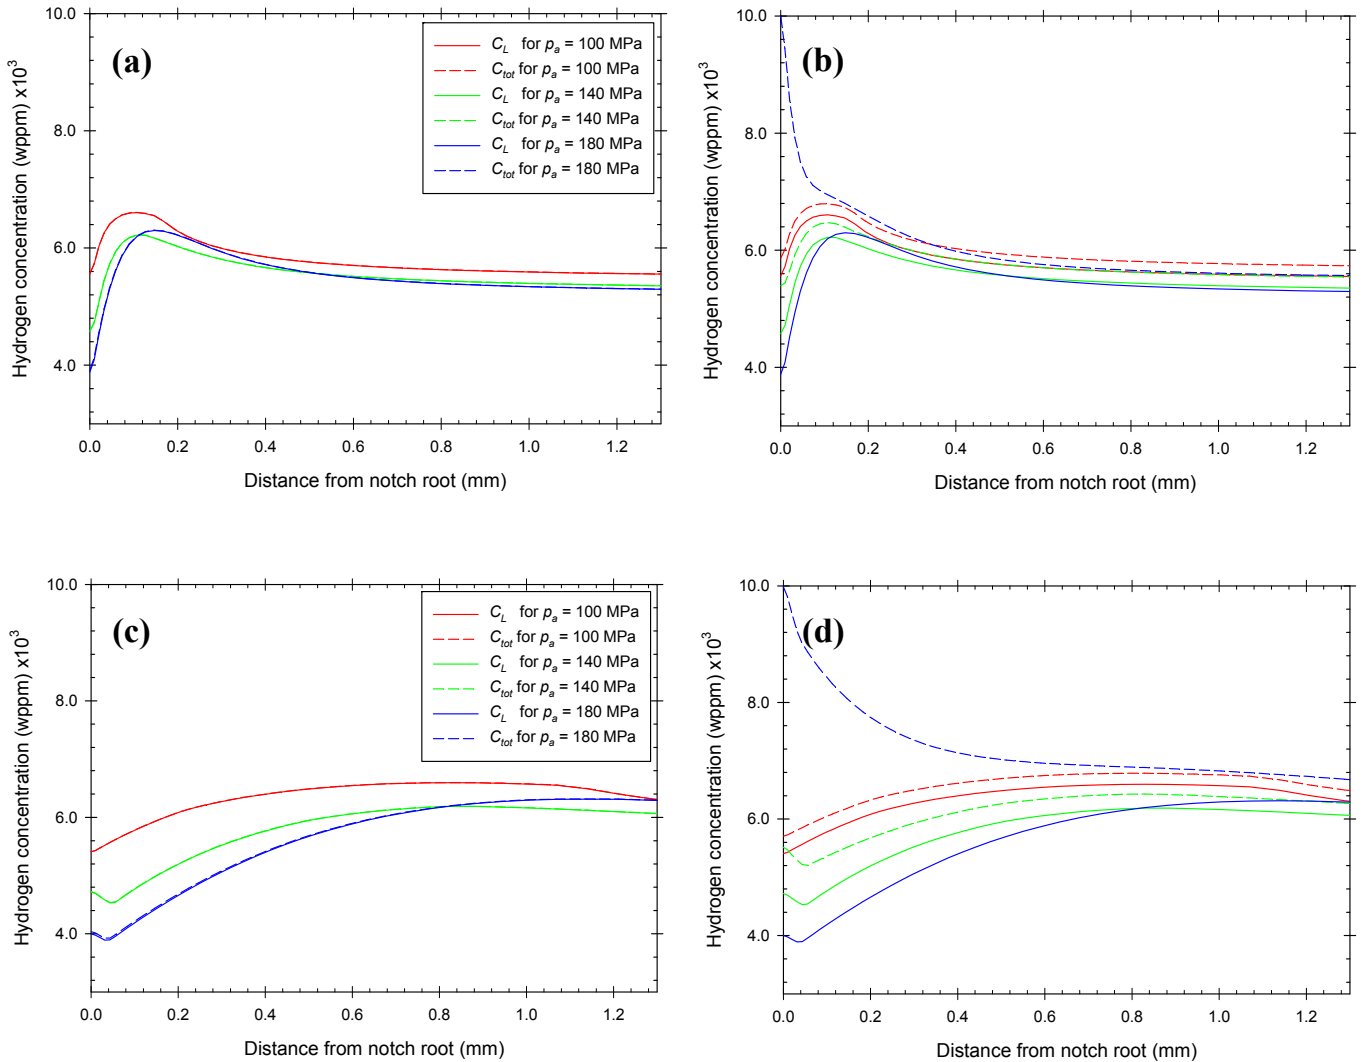 (a)
Hydrogen concentration (wppm) x10³
10.0
8.0
6.0
4.0
0.0 0.2 0.4 0.6 0.8 1.0 1.2
Distance from notch root (mm)
C_L for p_a = 100 MPa
C_tot for p_a = 100 MPa
C_L for p_a = 140 MPa
C_tot for p_a = 140 MPa
C_L for p_a = 180 MPa
C_tot for p_a = 180 MPa
(b)
Hydrogen concentration (wppm) x10³
10.0
8.0
6.0
4.0
0.0 0.2 0.4 0.6 0.8 1.0 1.2
Distance from notch root (mm)
(c)
Hydrogen concentration (wppm) x10³
10.0
8.0
6.0
4.0
0.0 0.2 0.4 0.6 0.8 1.0 1.2
Distance from notch root (mm)
C_L for p_a = 100 MPa
C_tot for p_a = 100 MPa
C_L for p_a = 140 MPa
C_tot for p_a = 140 MPa
C_L for p_a = 180 MPa
C_tot for p_a = 180 MPa
(d)
Hydrogen concentration (wppm) x10³
10.0
8.0
6.0
4.0
0.0 0.2 0.4 0.6 0.8 1.0 1.2
Distance from notch root (mm)